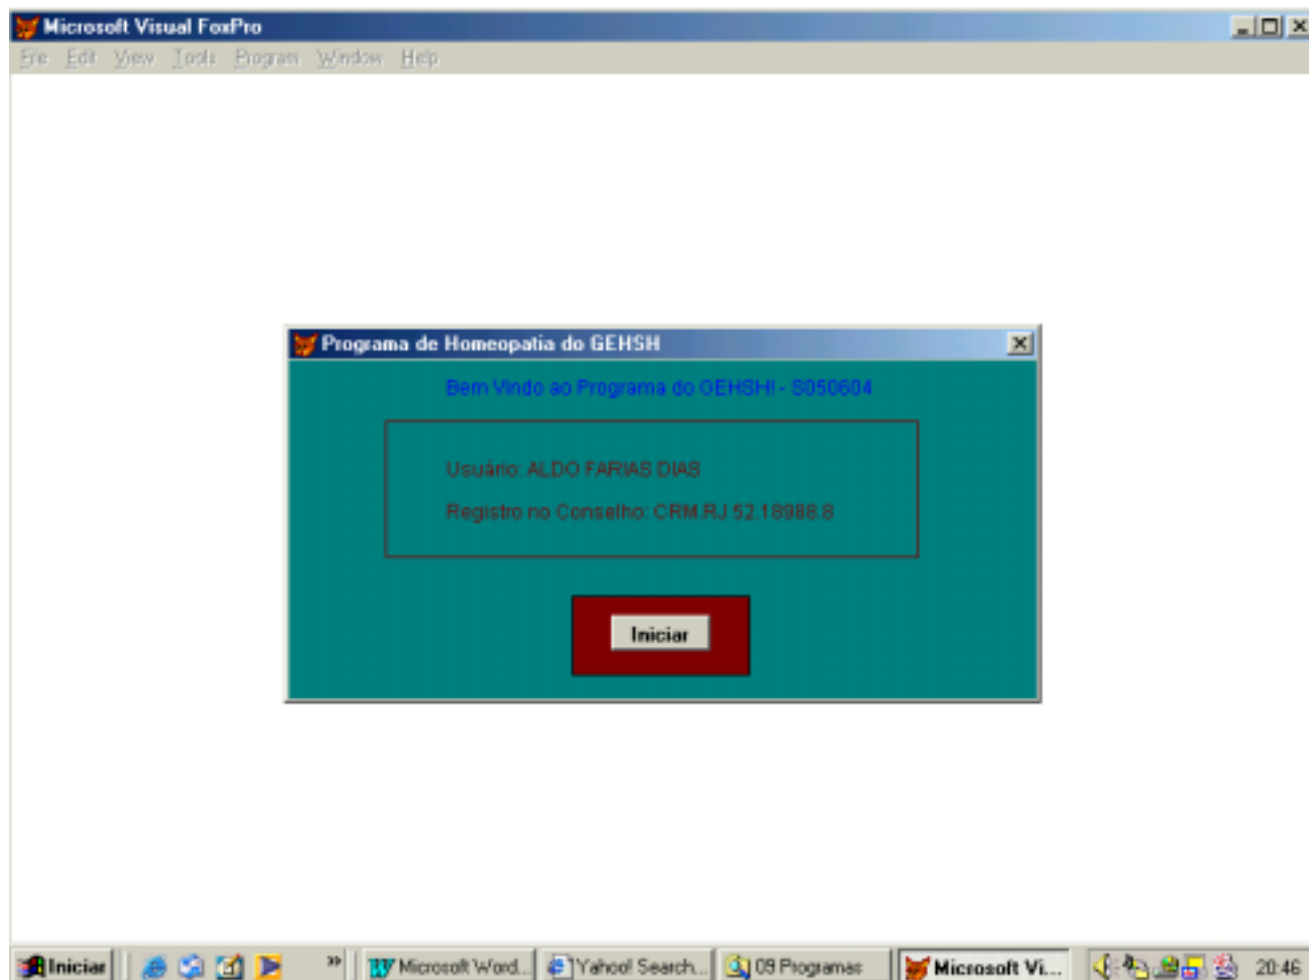 Microsoft Visual FoxPro
File Edit View Tools Program Window Help
Programa de Homeopatia do GEHSH
Bem Vindo ao Programa do GEHSH! - S050604
Usuário: ALDO FARIAS DIAS
Registro no Conselho: CRM.RJ 52.18988.8
Iniciar
Iniciar » Microsoft Word... Yahoo! Search... 09 Programas Microsoft Vi... 20:46